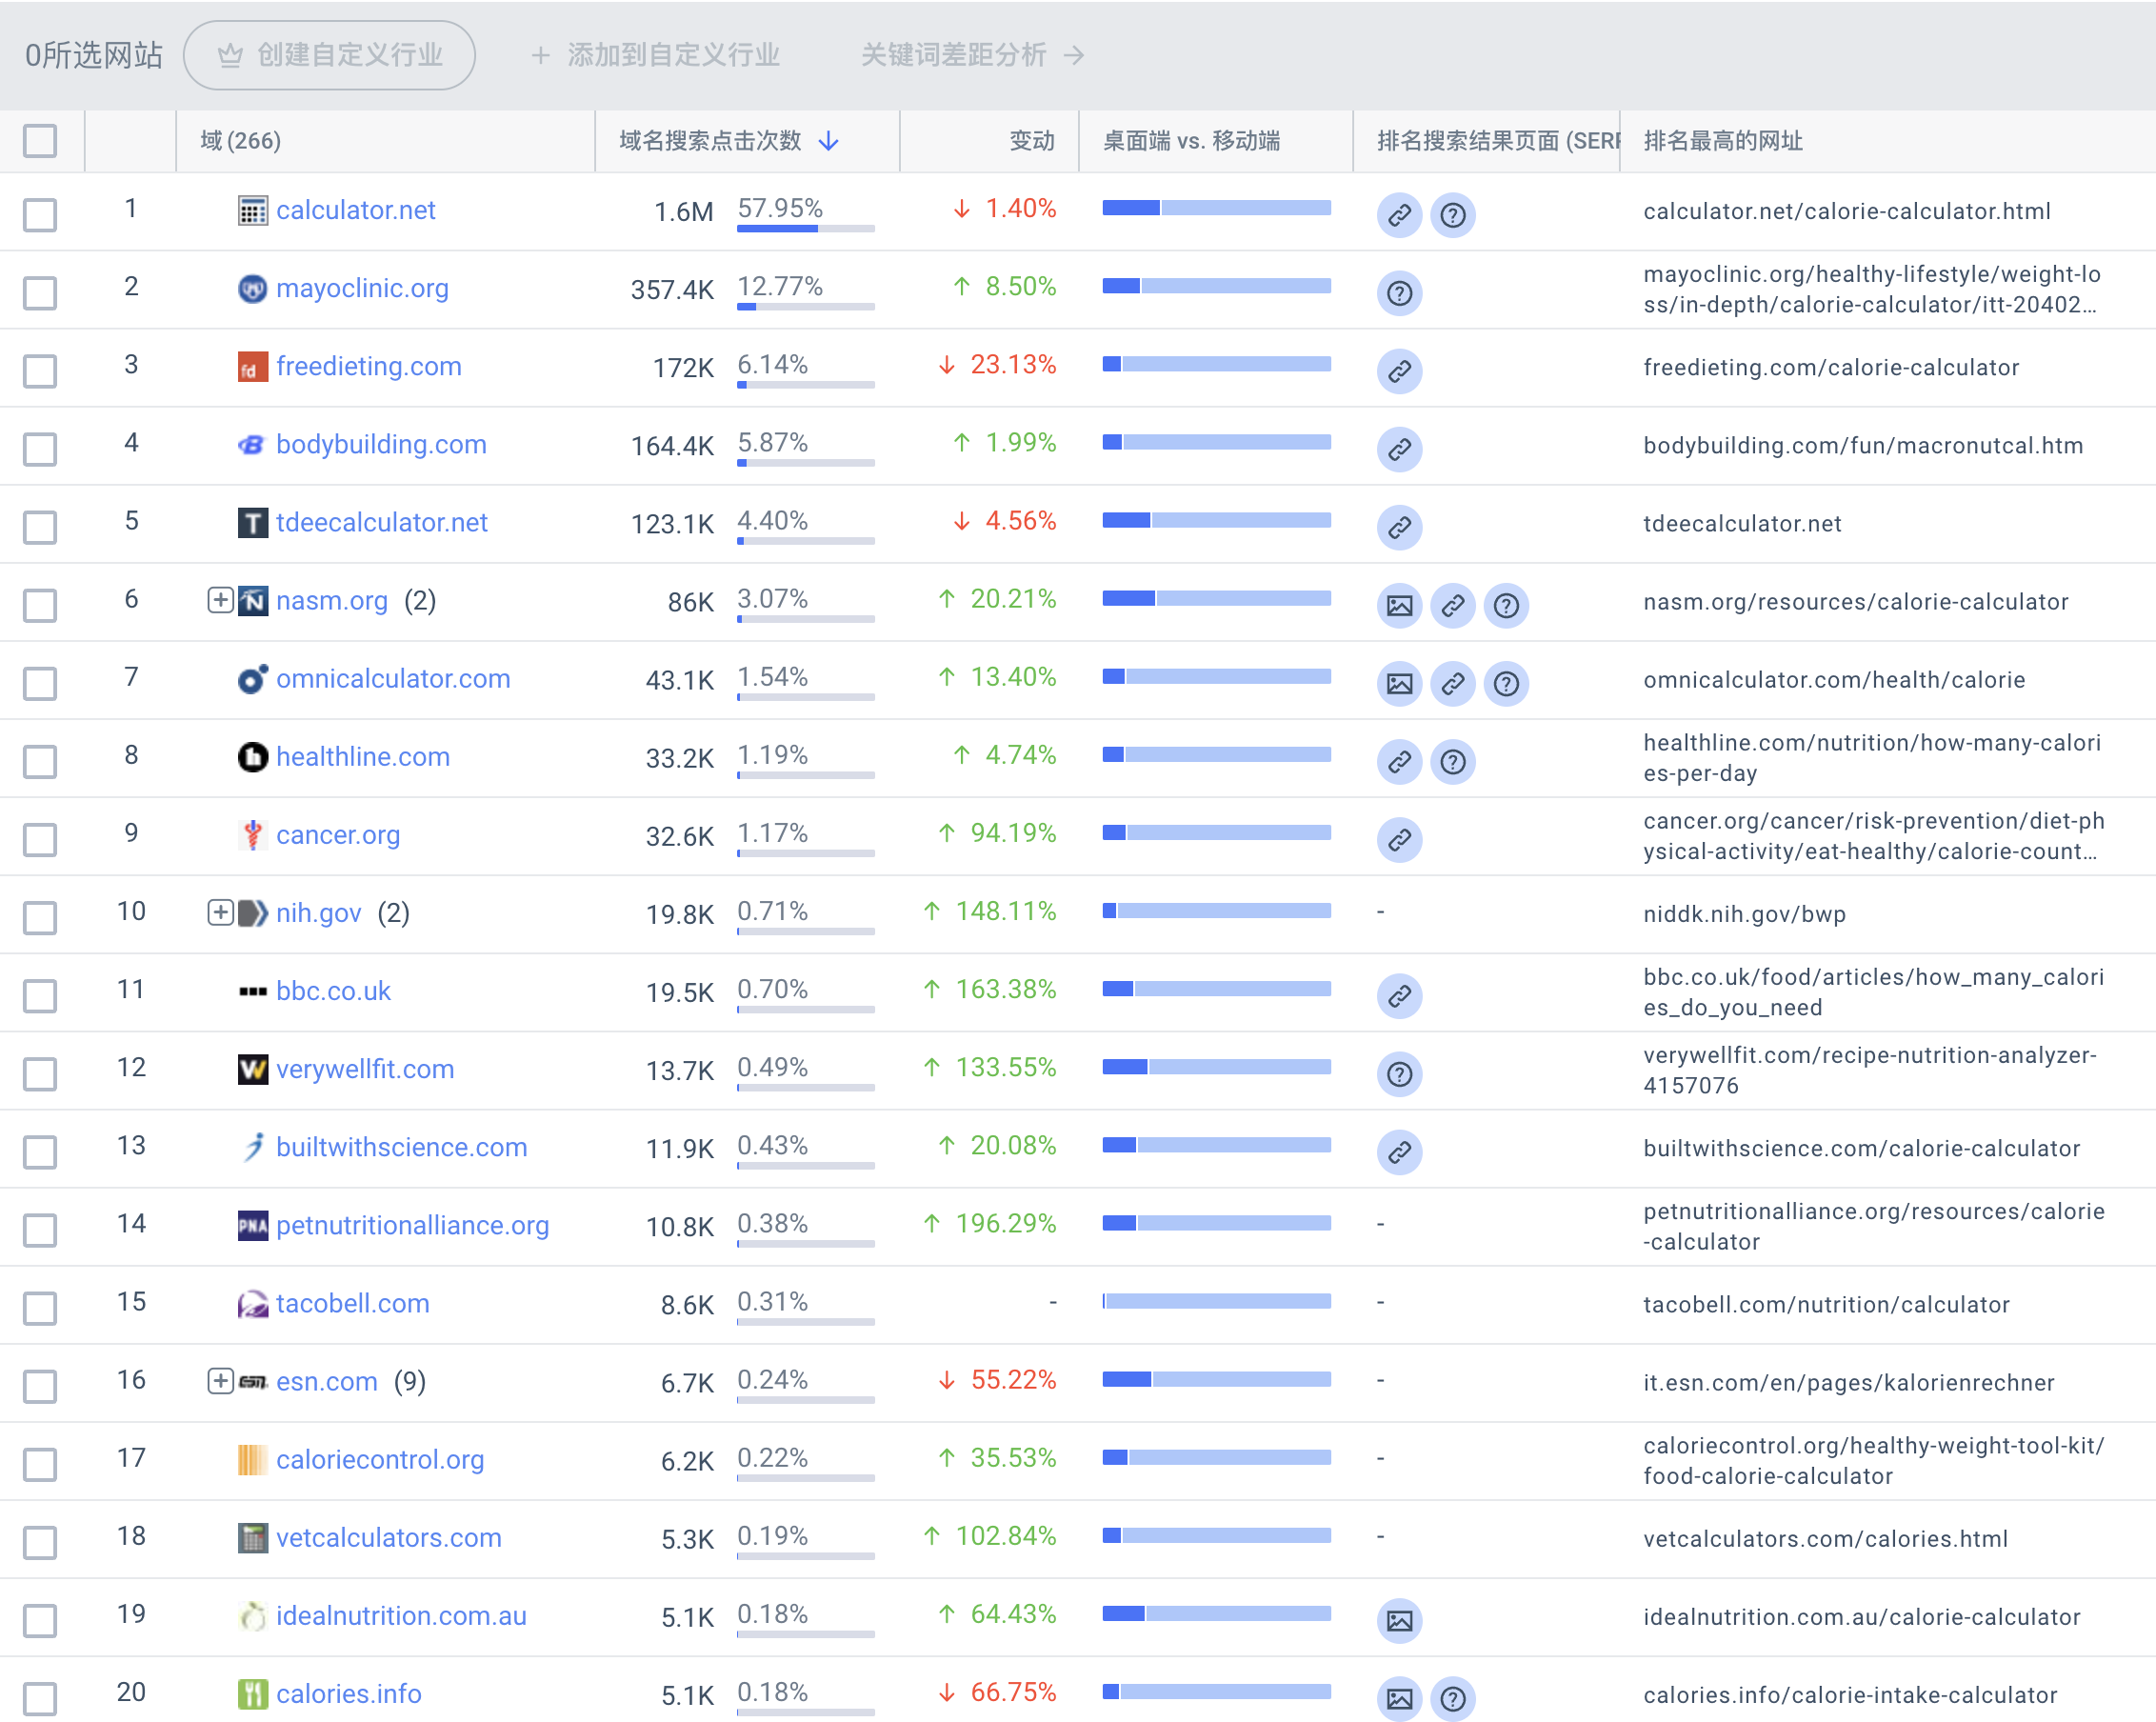 0所选网站 创建自定义行业 + 添加到自定义行业 关键词差距分析 →
域 (266) 域名搜索点击次数 ↓ 变动 桌面端 vs. 移动端 排名搜索结果页面 (SERP 排名最高的网址
1 calculator.net 1.6M 57.95% ↓ 1.40% calculator.net/calorie-calculator.html
2 mayoclinic.org 357.4K 12.77% ↑ 8.50% mayoclinic.org/healthy-lifestyle/weight-lo
ss/in-depth/calorie-calculator/itt-20402...
3 fd freedieting.com 172K 6.14% ↓ 23.13% freedieting.com/calorie-calculator
4 B bodybuilding.com 164.4K 5.87% ↑ 1.99% bodybuilding.com/fun/macronutcal.htm
5 T tdeecalculator.net 123.1K 4.40% ↓ 4.56% tdeecalculator.net
6 N nasm.org (2) 86K 3.07% ↑ 20.21% nasm.org/resources/calorie-calculator
7 omnicalculator.com 43.1K 1.54% ↑ 13.40% omnicalculator.com/health/calorie
8 h healthline.com 33.2K 1.19% ↑ 4.74% healthline.com/nutrition/how-many-calori
es-per-day
9 cancer.org 32.6K 1.17% ↑ 94.19% cancer.org/cancer/risk-prevention/diet-ph
ysical-activity/eat-healthy/calorie-count...
10 nih.gov (2) 19.8K 0.71% ↑ 148.11% - niddk.nih.gov/bwp
11 bbc.co.uk 19.5K 0.70% ↑ 163.38% bbc.co.uk/food/articles/how_many_calori
es_do_you_need
12 W verywellfit.com 13.7K 0.49% ↑ 133.55% verywellfit.com/recipe-nutrition-analyzer-
4157076
13 builtwithscience.com 11.9K 0.43% ↑ 20.08% builtwithscience.com/calorie-calculator
14 PNA petnutritionalliance.org 10.8K 0.38% ↑ 196.29% - petnutritionalliance.org/resources/calorie
-calculator
15 tacobell.com 8.6K 0.31% - - tacobell.com/nutrition/calculator
16 ESN esn.com (9) 6.7K 0.24% ↓ 55.22% - it.esn.com/en/pages/kalorienrechner
17 caloriecontrol.org 6.2K 0.22% ↑ 35.53% - caloriecontrol.org/healthy-weight-tool-kit/
food-calorie-calculator
18 vetcalculators.com 5.3K 0.19% ↑ 102.84% - vetcalculators.com/calories.html
19 idealnutrition.com.au 5.1K 0.18% ↑ 64.43% idealnutrition.com.au/calorie-calculator
20 calories.info 5.1K 0.18% ↓ 66.75% calories.info/calorie-intake-calculator